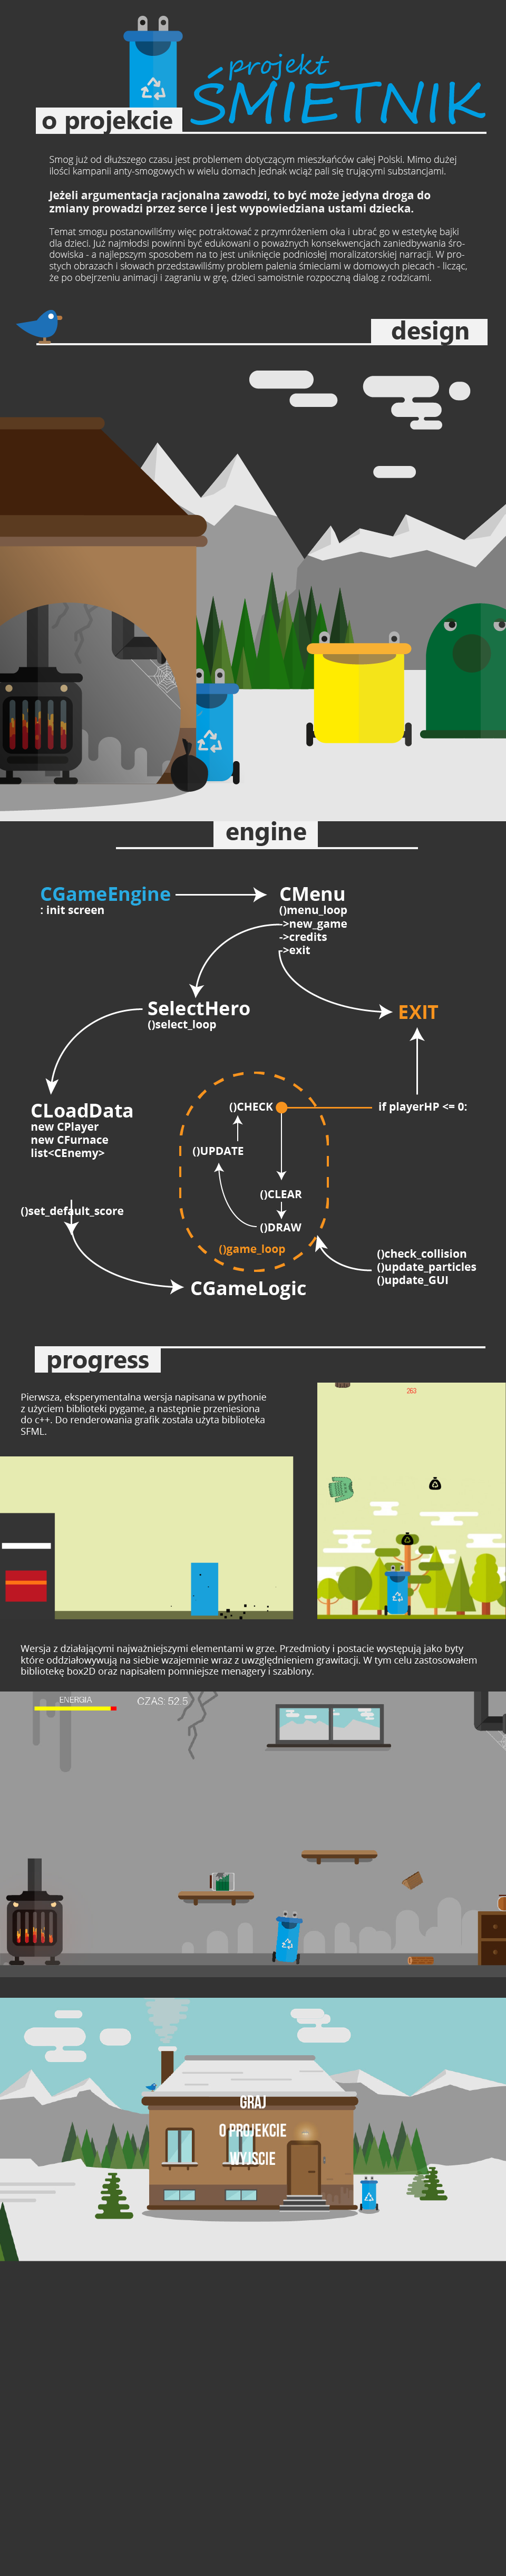 projekt
ŚMIETNIK
o projekcie
Smog już od dłuższego czasu jest problemem dotyczącym mieszkańców całej Polski. Mimo dużej
ilości kampanii anty-smogowych w wielu domach jednak wciąż pali się trującymi substancjami.
Jeżeli argumentacja racjonalna zawodzi, to być może jedyna droga do
zmiany prowadzi przez serce i jest wypowiedziana ustami dziecka.
Temat smogu postanowiliśmy więc potraktować z przymróżeniem oka i ubrać go w estetykę bajki
dla dzieci. Już najmłodsi powinni być edukowani o poważnych konsekwencjach zaniedbywania śro-
dowiska - a najlepszym sposobem na to jest uniknięcie podniosłej moralizatorskiej narracji. W pro-
stych obrazach i słowach przedstawiliśmy problem palenia śmieciami w domowych piecach - licząc,
że po obejrzeniu animacji i zagraniu w grę, dzieci samostnie rozpoczną dialog z rodzicami.
design
engine
CGameEngine
: init screen
CMenu
()menu_loop
->new_game
->credits
->exit
SelectHero
()select_loop
EXIT
CLoadData
new CPlayer
new CFurnace
list<CEnemy>
()CHECK
if playerHP <= 0:
()UPDATE
()CLEAR
()set_default_score
()DRAW
()game_loop
()check_collision
()update_particles
()update_GUI
CGameLogic
progress
Pierwsza, eksperymentalna wersja napisana w pythonie
z użyciem biblioteki pygame, a następnie przeniesiona
do c++. Do renderowania grafik została użyta biblioteka
SFML.
263
Wersja z działającymi najważniejszymi elementami w grze. Przedmioty i postacie występują jako byty
które oddziaływują na siebie wzajemnie wraz z uwzględnieniem grawitacji. W tym celu zastosowałem
bibliotekę box2D oraz napisałem pomniejsze menagery i szablony.
ENERGIA
CZAS: 52.5
GRAJ
O PROJEKCIE
WYJSCIE